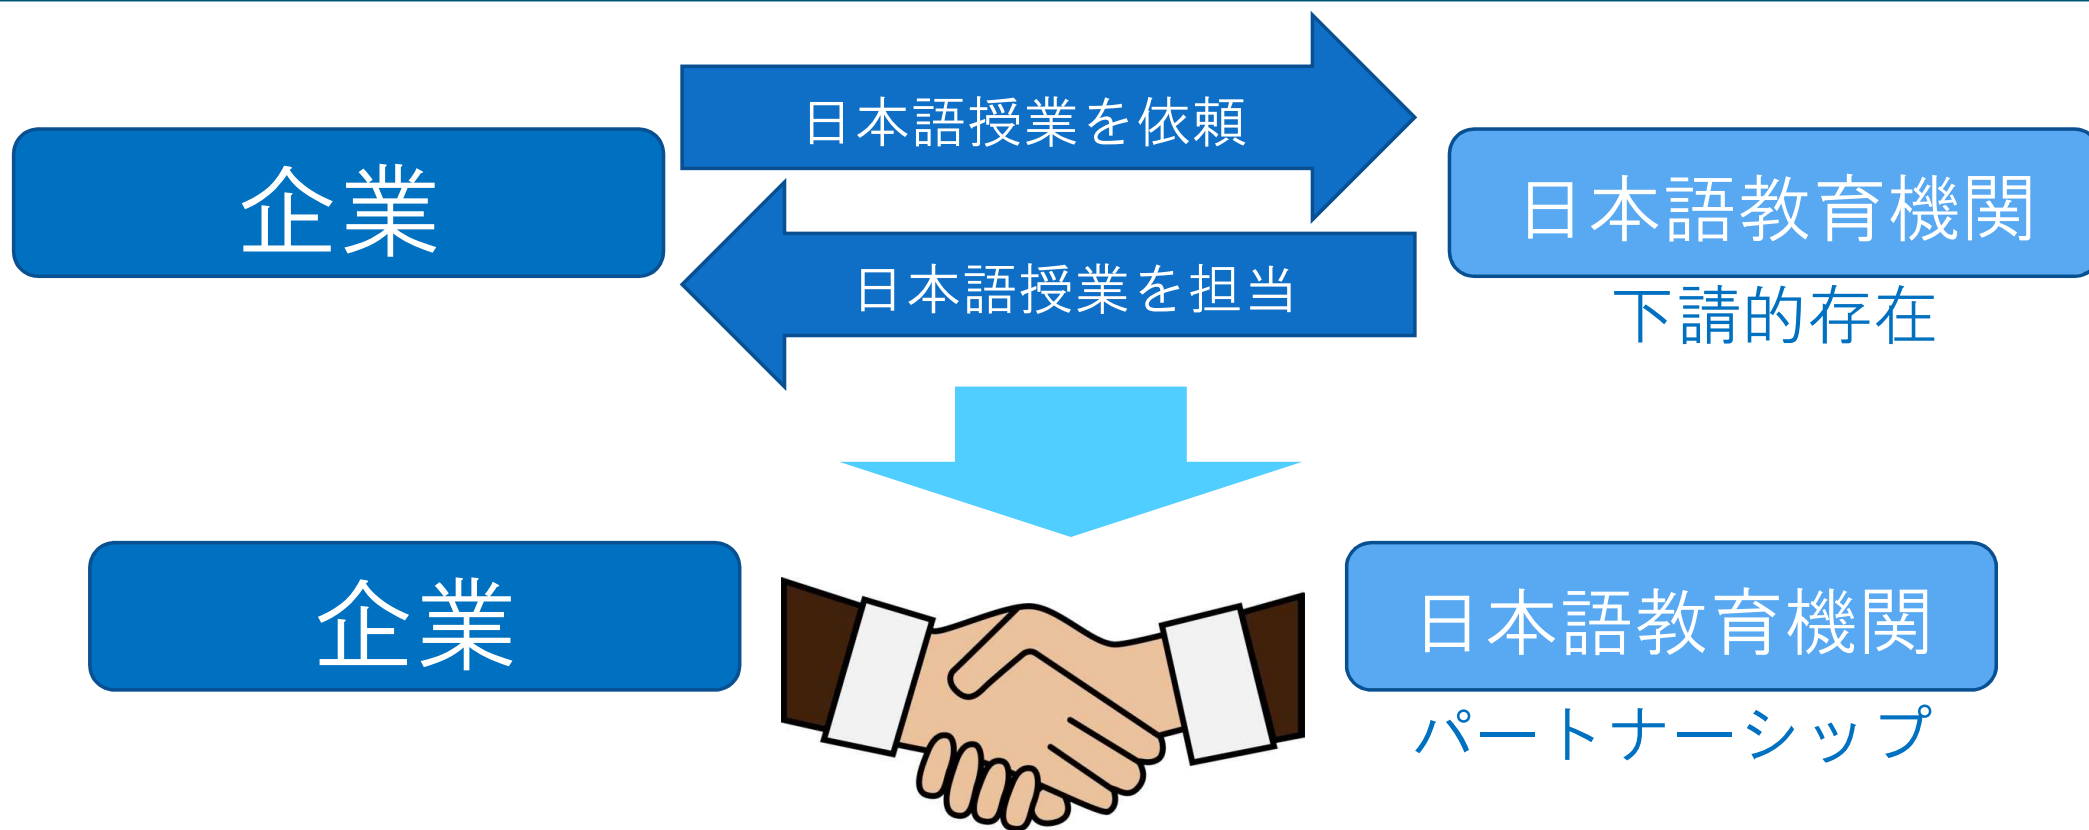 日本語授業を依頼
企業
日本語教育機関
日本語授業を担当
下請的存在
企業
日本語教育機関
パートナーシップ